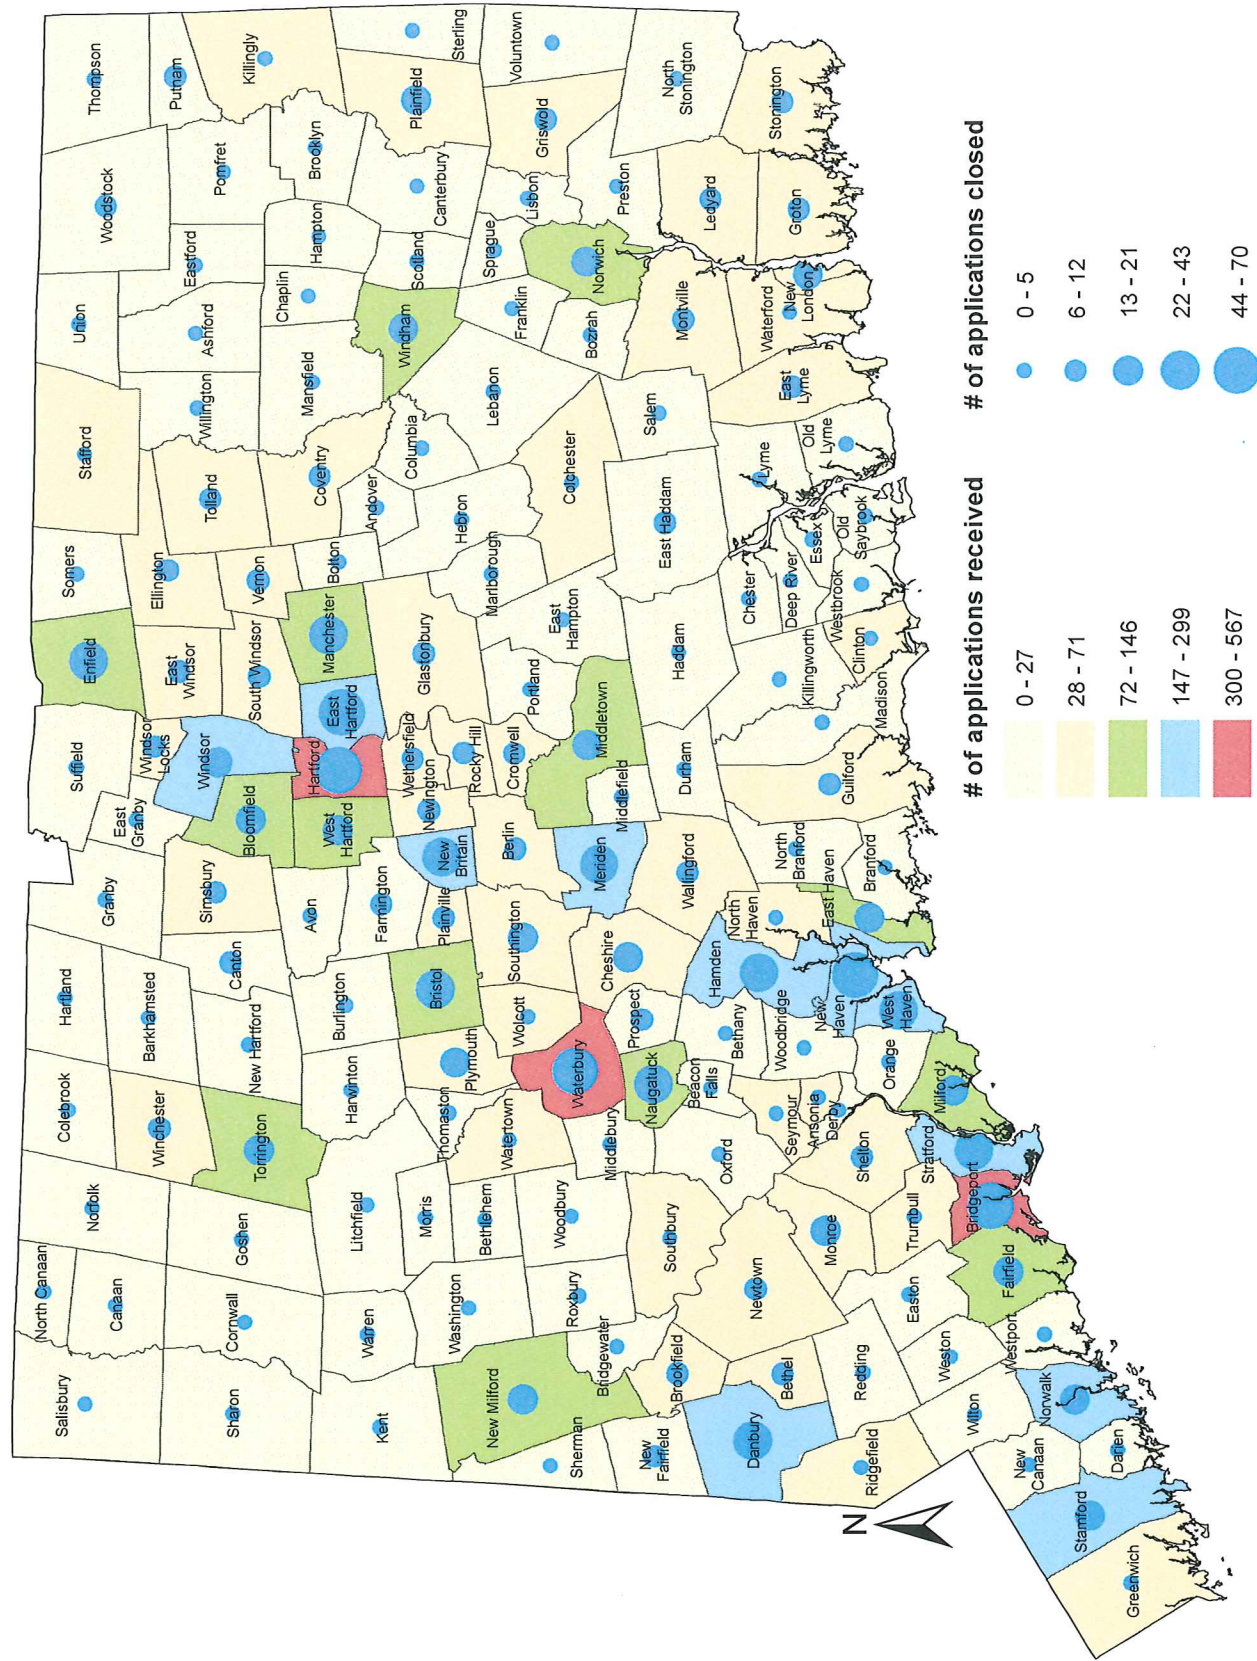 North Canaan
Salisbury
Canaan
Norfolk
Colebrook
Hartland
Granby
Suffield
Enfield
Somers
Stafford
Union
Woodstock
Thompson
Sharon
Cornwall
Goshen
Winchester
Barkhamsted
East
Granby
Windsor
Locks
East
Windsor
Ellington
Tolland
Willington
Ashford
Eastford
Pomfret
Putnam
Killingly
Torrington
New Hartford
Canton
Simsbury
Bloomfield
Windsor
South Windsor
Vernon
Coventry
Mansfield
Chaplin
Hampton
Brooklyn
Kent
Warren
Litchfield
Harwinton
Burlington
Avon
West
Hartford
Hartford
East
Hartford
Manchester
Bolton
Andover
Columbia
Windham
Scotland
Canterbury
Plainfield
Sterling
New Milford
Washington
Morris
Thomaston
Plymouth
Bristol
Farmington
Plainville
New
Britain
Newington
Wethersfield
Rocky Hill
Glastonbury
Hebron
Lebanon
Franklin
Sprague
Lisbon
Griswold
Voluntown
Sherman
Bridgewater
Roxbury
Bethlehem
Woodbury
Watertown
Waterbury
Wolcott
Southington
Berlin
Cromwell
Portland
Marlborough
East
Hampton
Colchester
Bozrah
Norwich
Preston
North
Stonington
New
Fairfield
Brookfield
Southbury
Middlebury
Naugatuck
Prospect
Cheshire
Meriden
Middlefield
Middletown
Haddam
East Haddam
Salem
Montville
Ledyard
Stonington
Danbury
Bethel
Newtown
Oxford
Beacon
Falls
Bethany
Hamden
Wallingford
Durham
Chester
Deep River
Lyme
East
Lyme
Waterford
New
London
Groton
Ridgefield
Redding
Monroe
Seymour
Ansonia
Derby
Woodbridge
North
Haven
North
Branford
Guilford
Killingworth
Madison
Clinton
Westbrook
Essex
Old
Saybrook
Old
Lyme
Shelton
Orange
New
Haven
East Haven
Branford
Wilton
Weston
Easton
Trumbull
Stratford
Milford
West
Haven
Bridgeport
Fairfield
Westport
Norwalk
New
Canaan
Darien
Stamford
Greenwich
N
# of applications received
0 - 27
28 - 71
72 - 146
147 - 299
300 - 567
# of applications closed
0 - 5
6 - 12
13 - 21
22 - 43
44 - 70